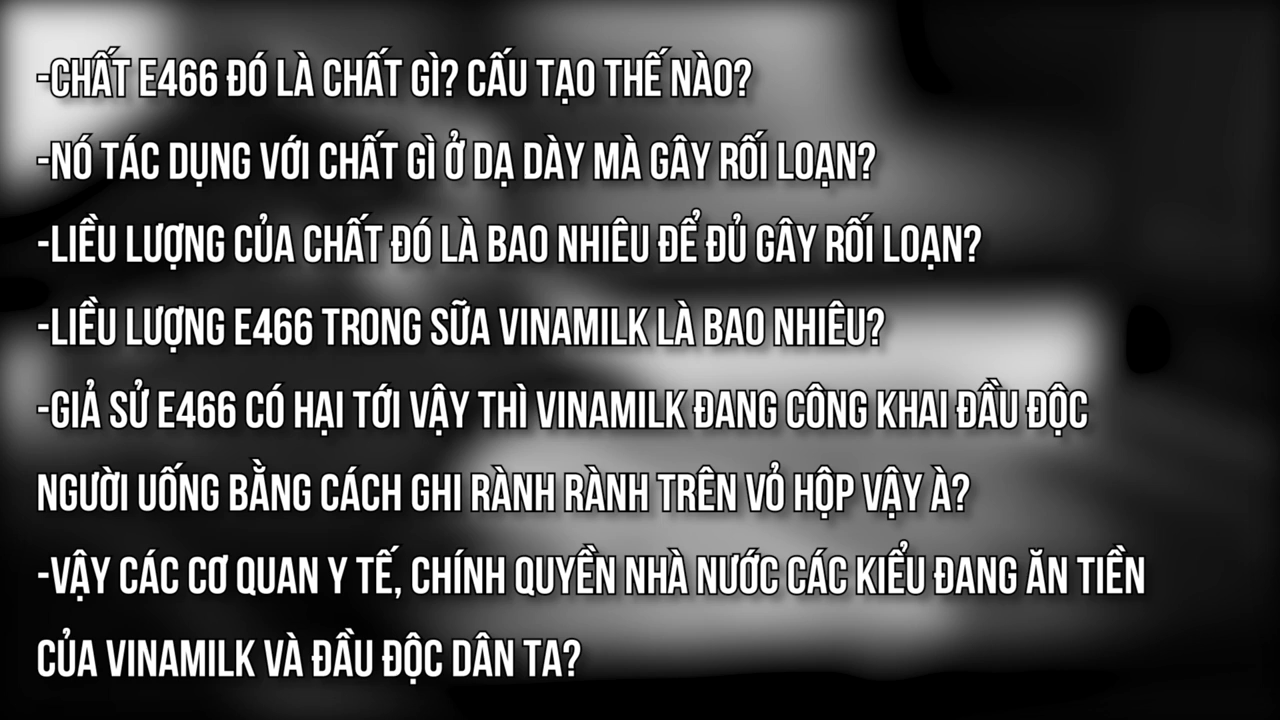 -CHẤT E466 ĐÓ LÀ CHẤT GÌ? CẤU TẠO THẾ NÀO?
-NÓ TÁC DỤNG VỚI CHẤT GÌ Ở DẠ DÀY MÀ GÂY RỐI LOẠN?
-LIỀU LƯỢNG CỦA CHẤT ĐÓ LÀ BAO NHIÊU ĐỂ ĐỦ GÂY RỐI LOẠN?
-LIỀU LƯỢNG E466 TRONG SỮA VINAMILK LÀ BAO NHIÊU?
-GIẢ SỬ E466 CÓ HẠI TỚI VẬY THÌ VINAMILK ĐANG CÔNG KHAI ĐẦU ĐỘC
NGƯỜI UỐNG BẰNG CÁCH GHI RÀNH RÀNH TRÊN VỎ HỘP VẬY À?
-VẬY CÁC CƠ QUAN Y TẾ, CHÍNH QUYỀN NHÀ NƯỚC CÁC KIỂU ĐANG ĂN TIỀN
CỦA VINAMILK VÀ ĐẦU ĐỘC DÂN TA?